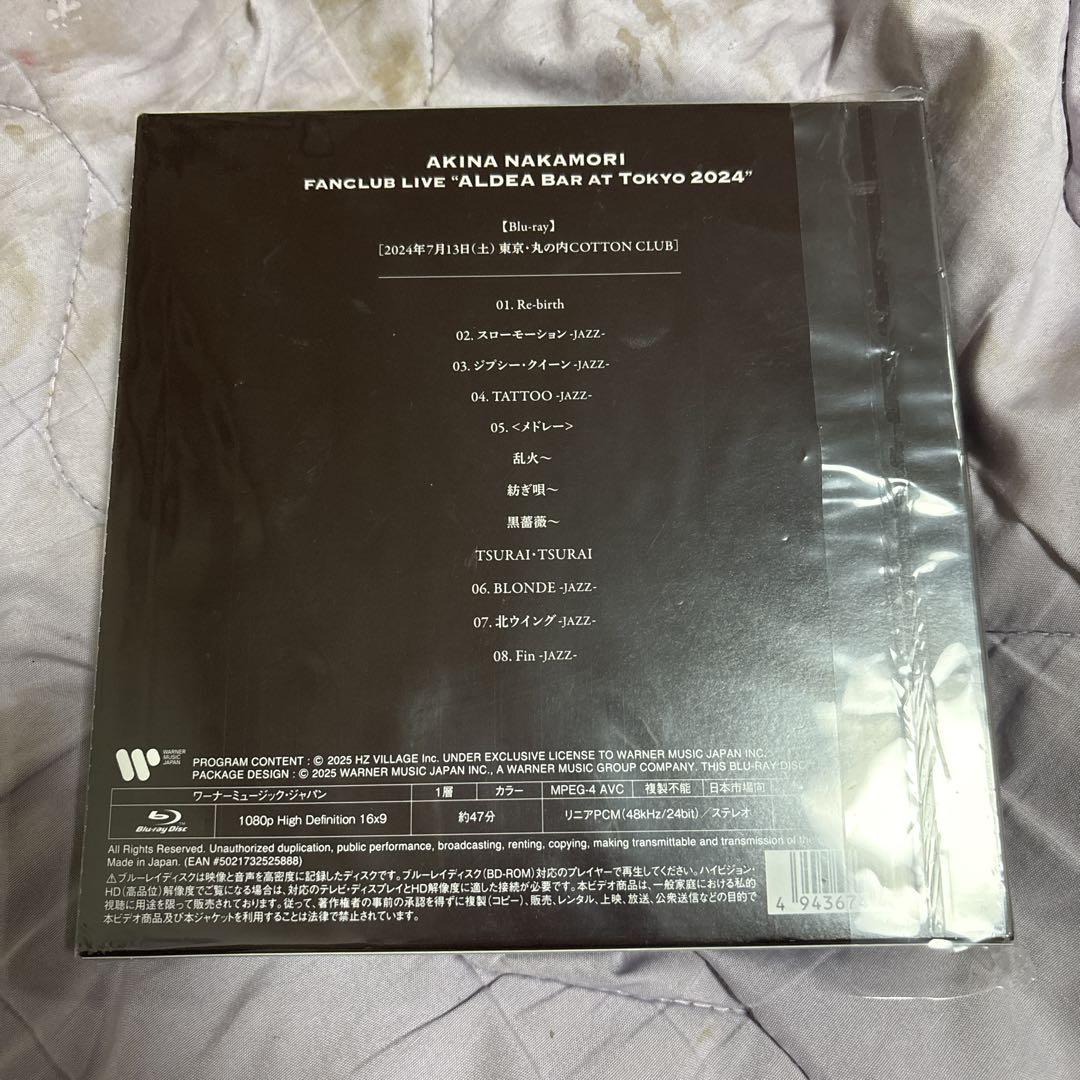 AKINA NAKAMORI
FANCLUB LIVE “ALDEA BAR AT TOKYO 2024”
【Blu-ray】
[2024年7月13日(土) 東京・丸の内COTTON CLUB]
01. Re-birth
02. スローモーション -JAZZ-
03. ジプシー・クイーン -JAZZ-
04. TATTOO -JAZZ-
05. <メドレー>
乱火〜
紡ぎ唄〜
黒薔薇〜
TSURAI・TSURAI
06. BLONDE -JAZZ-
07. 北ウイング -JAZZ-
08. Fin -JAZZ-
WARNER MUSIC JAPAN
PROGRAM CONTENT : © 2025 HZ VILLAGE Inc. UNDER EXCLUSIVE LICENSE TO WARNER MUSIC JAPAN INC.
PACKAGE DESIGN : © 2025 WARNER MUSIC JAPAN INC., A WARNER MUSIC GROUP COMPANY. THIS BLU-RAY DISC
ワーナーミュージック・ジャパン 1層 カラー MPEG-4 AVC 複製不能 日本市場向
Blu-ray Disc 1080p High Definition 16x9 約47分 リニアPCM(48kHz/24bit)/ステレオ
All Rights Reserved. Unauthorized duplication, public performance, broadcasting, renting, copying, making transmittable and transmission of the
Made in Japan. (EAN #5021732525888)
⚠ブルーレイディスクは映像と音声を高密度に記録したディスクです。ブルーレイディスク(BD-ROM)対応のプレイヤーで再生してください。ハイビジョン・
HD(高品位)解像度でご覧になる場合は、対応のテレビ・ディスプレイとHD解像度に適した接続が必要です。本ビデオ商品は、一般家庭における私的
視聴に用途を限って販売されております。従って、著作権者の事前の承認を得ずに複製(コピー)、販売、レンタル、上映、放送、公衆送信などの目的で
本ビデオ商品及び本ジャケットを利用することは法律で禁止されています。
4 94367